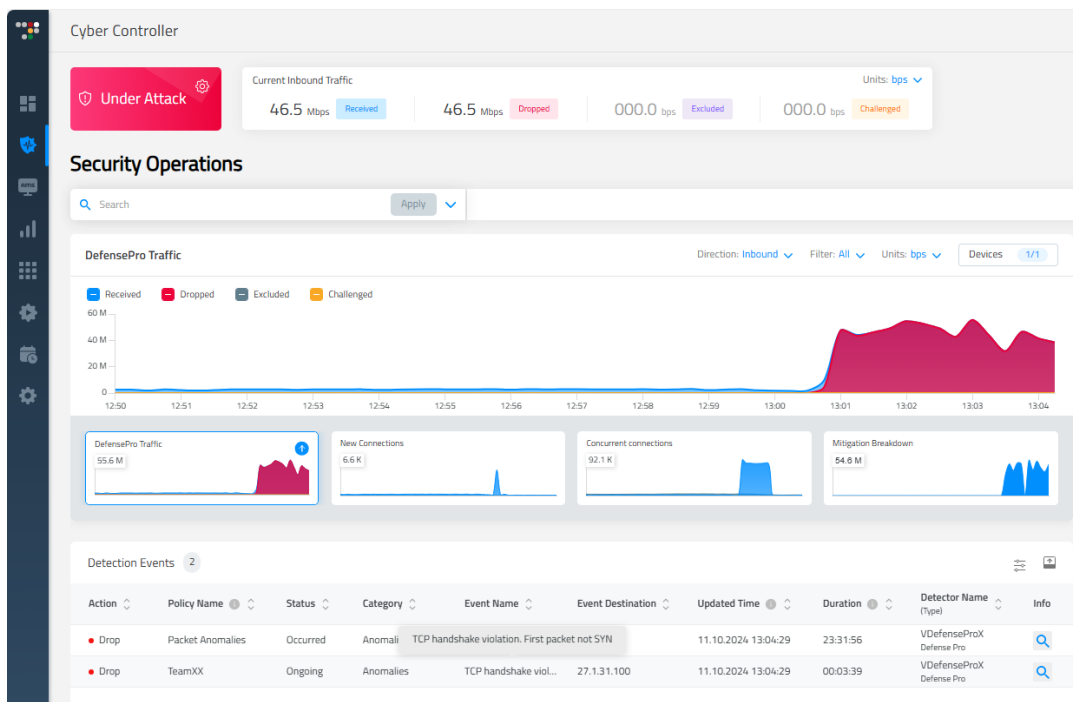 Cyber Controller
Under Attack
Current Inbound Traffic
Units: bps
46.5 Mbps Received
46.5 Mbps Dropped
000.0 bps Excluded
000.0 bps Challenged
Security Operations
Search
Apply
DefensePro Traffic
Direction: Inbound
Filter: All
Units: bps
Devices 1/1
Received
Dropped
Excluded
Challenged
60 M
40 M
20 M
0
12:50 12:51 12:52 12:53 12:54 12:55 12:56 12:57 12:58 12:59 13:00 13:01 13:02 13:03 13:04
DefensePro Traffic
55.6 M
New Connections
6.6 K
Concurrent connections
92.1 K
Mitigation Breakdown
54.6 M
Detection Events 2
Action Policy Name Status Category Event Name Event Destination Updated Time Duration Detector Name (Type) Info
Drop Packet Anomalies Occurred Anomali TCP handshake violation. First packet not SYN 11.10.2024 13:04:29 23:31:56 VDefenseProX
Defense Pro
Drop TeamXX Ongoing Anomalies TCP handshake viol... 27.1.31.100 11.10.2024 13:04:29 00:03:39 VDefenseProX
Defense Pro